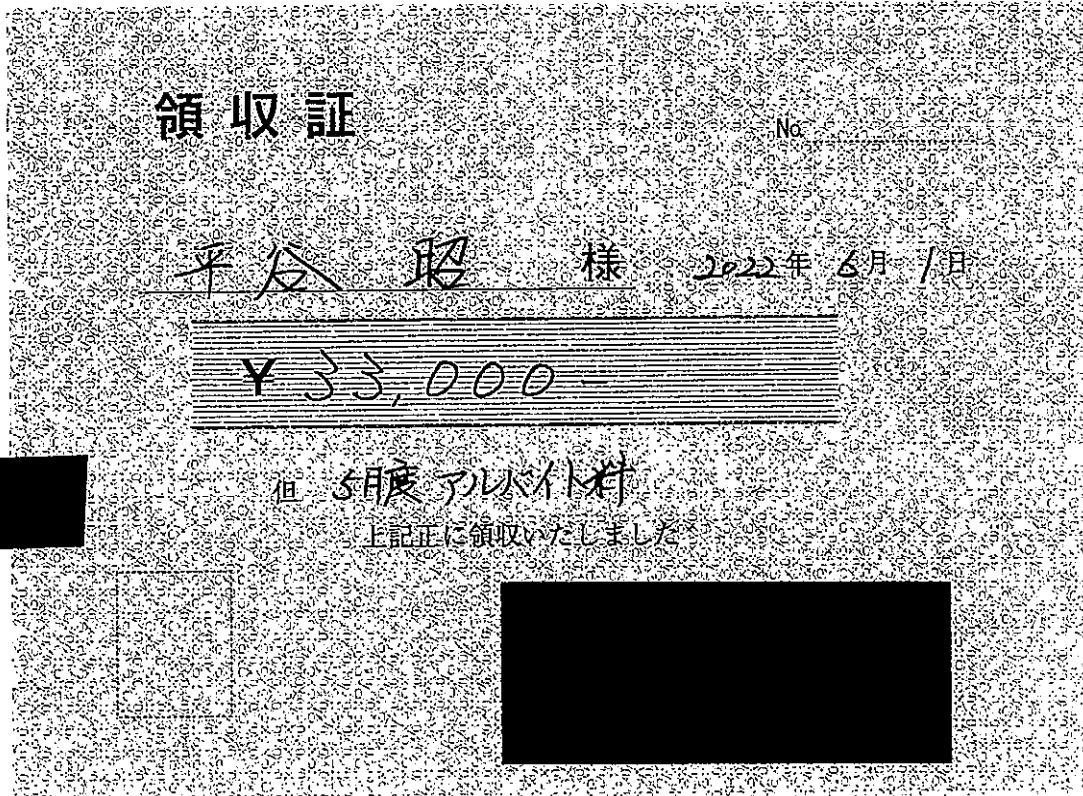 領収証
No.
平谷 昭 様 2022年 6月 1日
¥33,000-
但 5月度 アルバイト料
上記正に領収いたしました